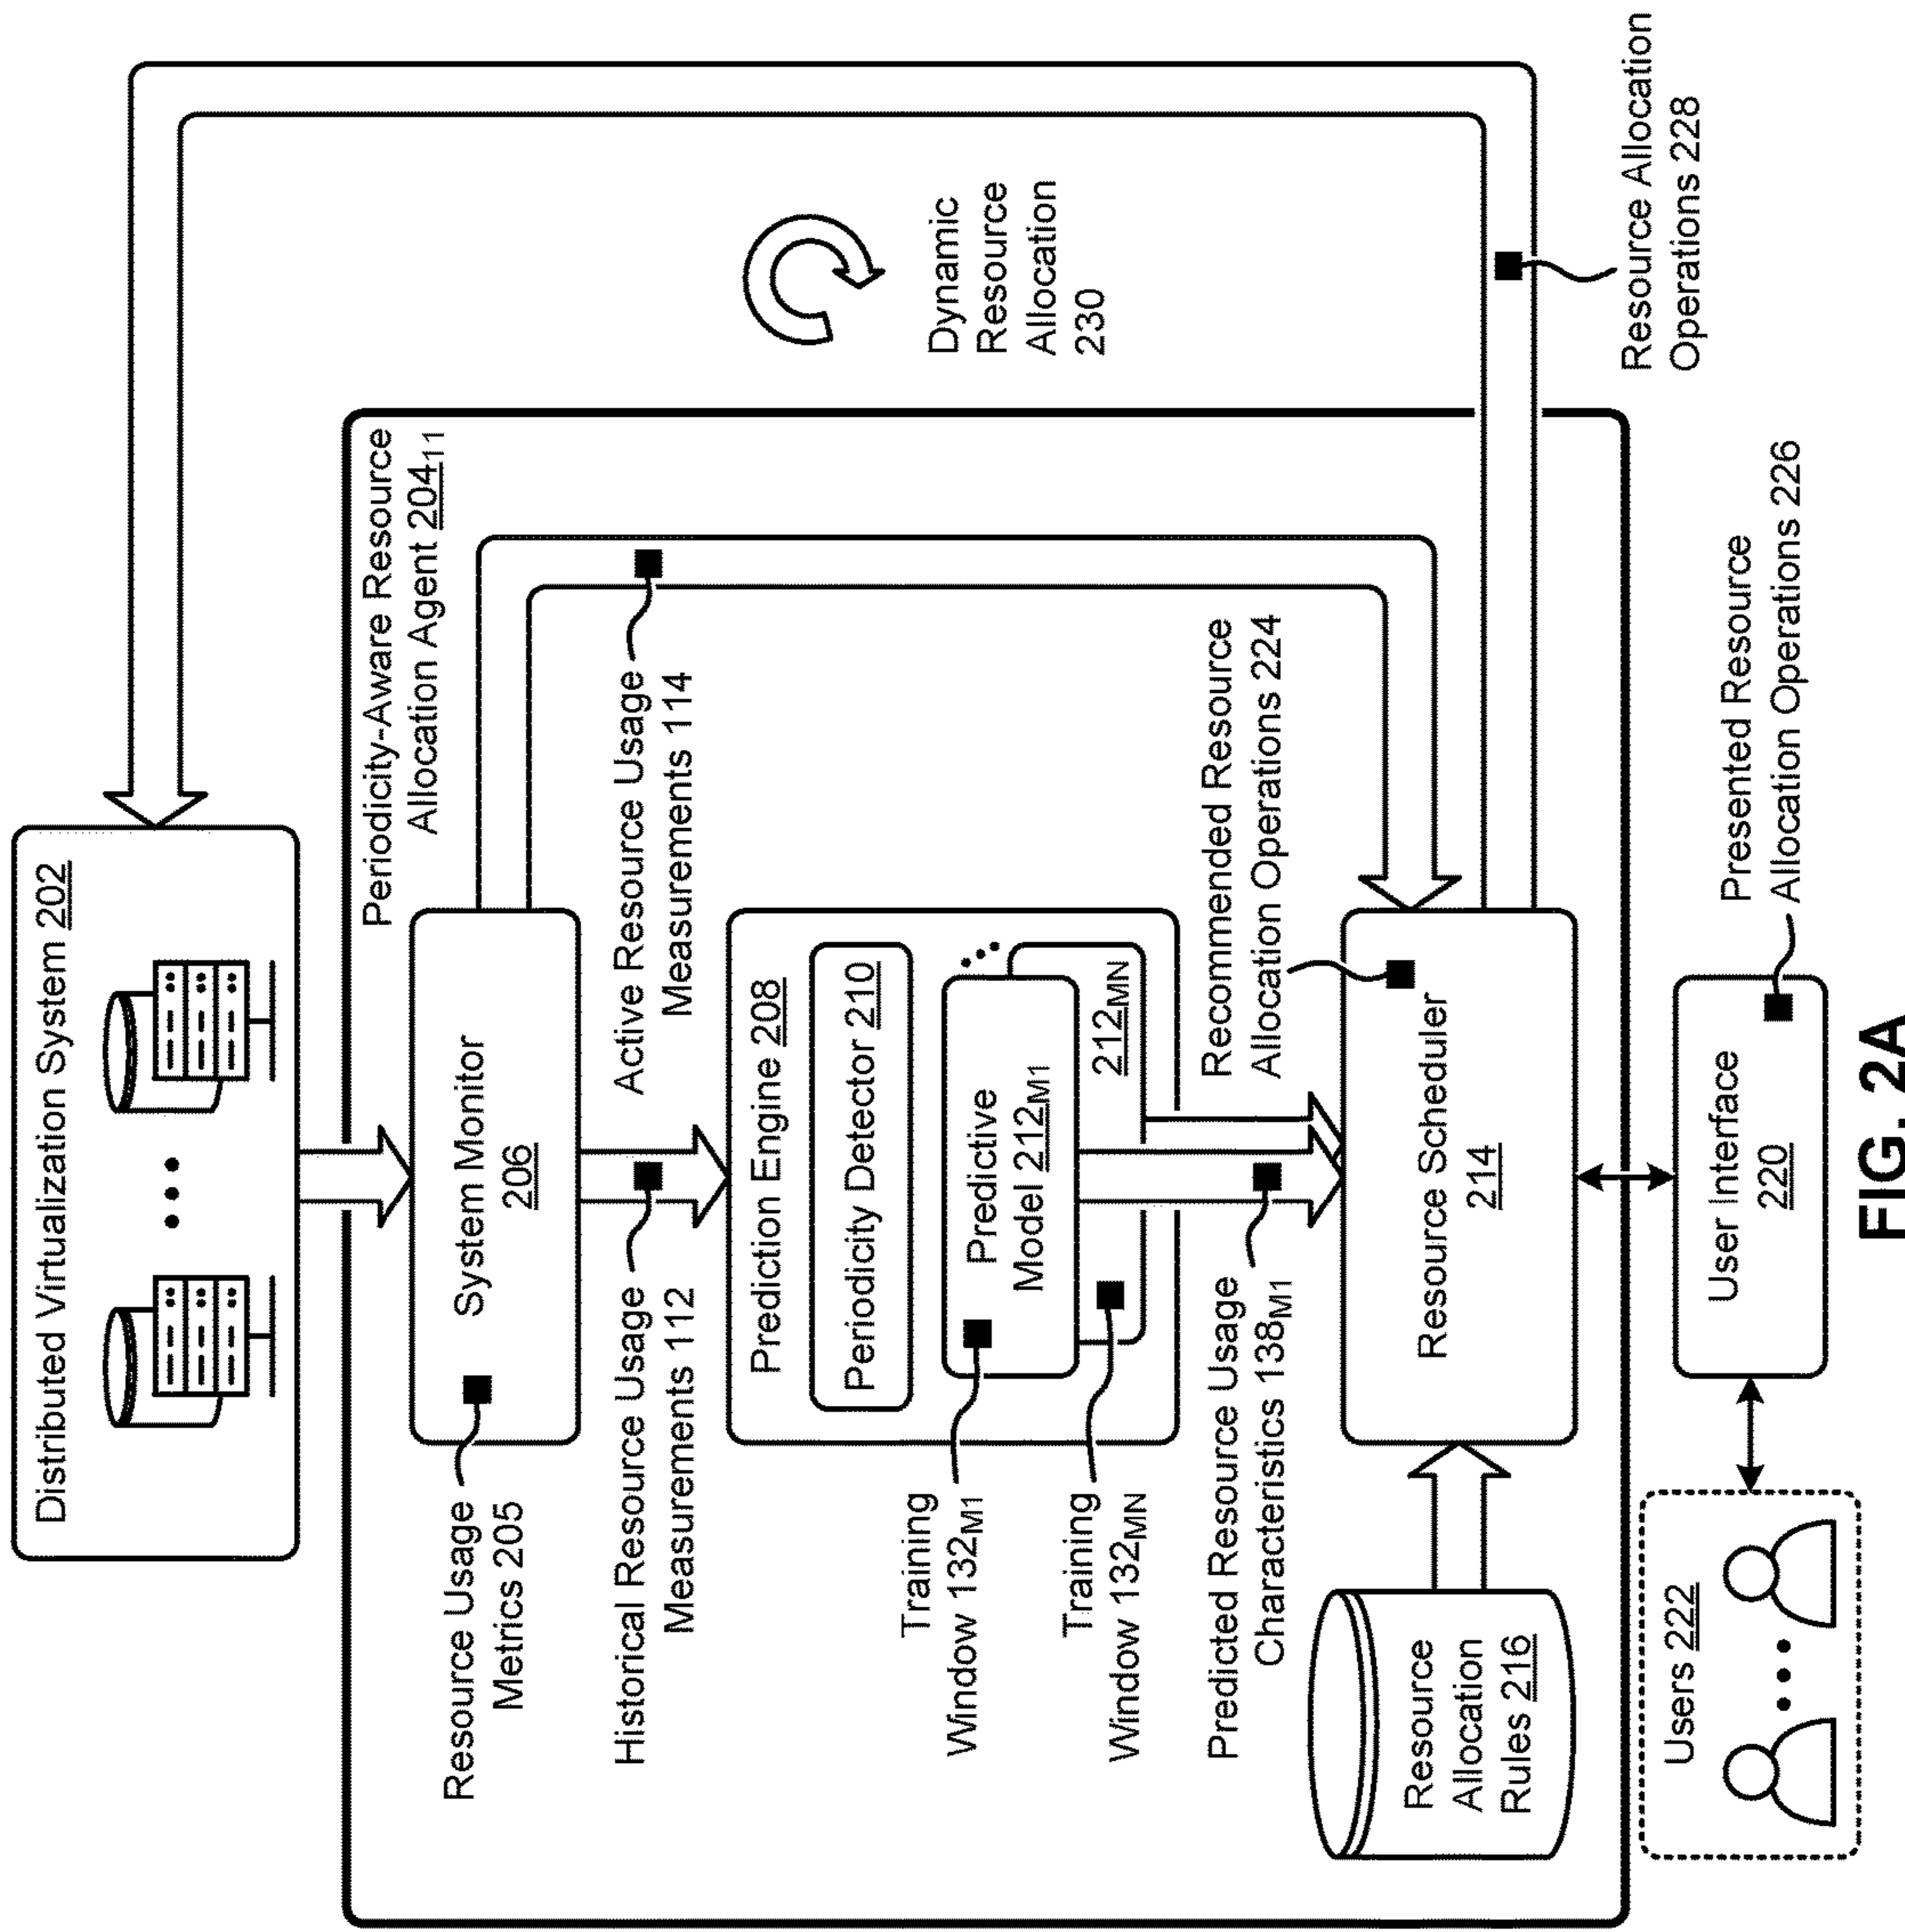 Distributed Virtualization System 202
Periodicity-Aware Resource
Allocation Agent 204₁₁
System Monitor
206
Resource Usage
Metrics 205
Historical Resource Usage
Measurements 112
Active Resource Usage
Measurements 114
Prediction Engine 208
Periodicity Detector 210
Predictive
Model 212M1
212MN
Training
Window 132M1
Training
Window 132MN
Predicted Resource Usage
Characteristics 138M1
Recommended Resource
Allocation Operations 224
Dynamic
Resource
Allocation
230
Resource
Allocation
Rules 216
Resource Scheduler
214
Resource Allocation
Operations 228
Users 222
User Interface
220
Presented Resource
Allocation Operations 226
FIG. 2A